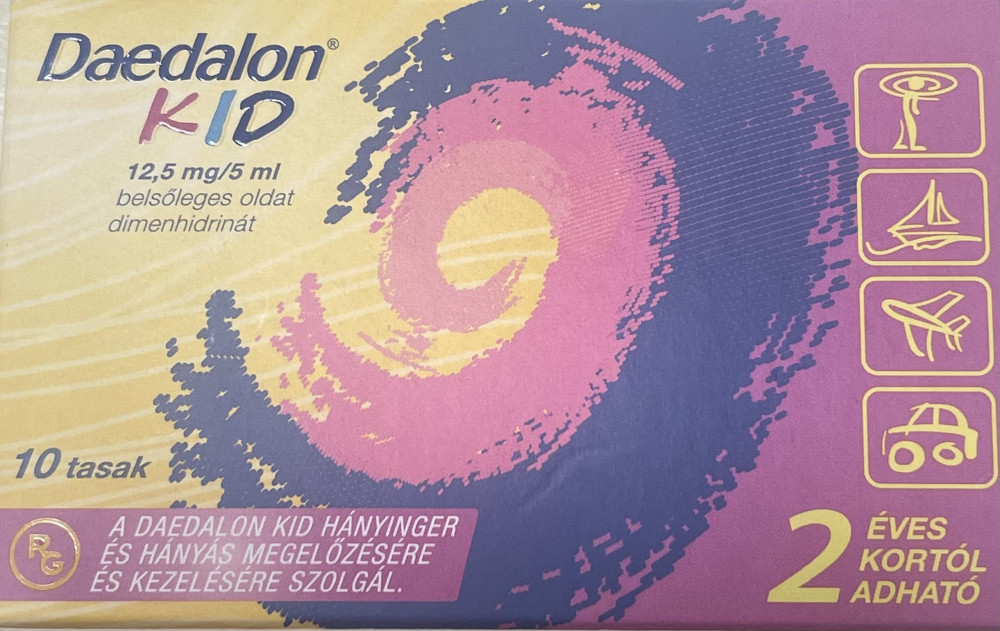 Daedalon®
KID
12,5 mg/5 ml
belsőleges oldat
dimenhidrinát
10 tasak
RG
A DAEDALON KID HÁNYINGER
ÉS HÁNYÁS MEGELŐZÉSÉRE
ÉS KEZELÉSÉRE SZOLGÁL.
2 ÉVES
KORTÓL
ADHATÓ